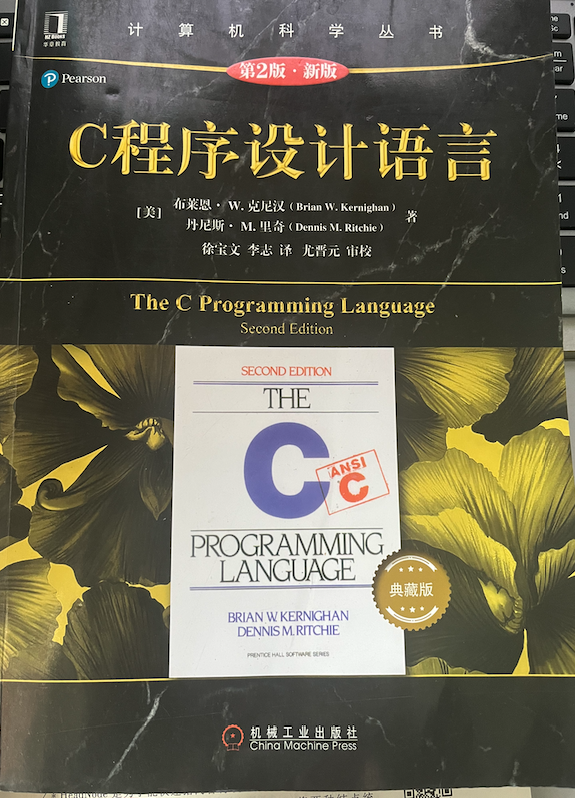 HZ Books
华章教育
计算机科学丛书
Pearson
第2版·新版
C程序设计语言
[美] 布莱恩·W. 克尼汉(Brian W. Kernighan)
丹尼斯·M. 里奇(Dennis M. Ritchie) 著
徐宝文 李志 译 尤晋元 审校
The C Programming Language
Second Edition
SECOND EDITION
THE
C
ANSI
C
PROGRAMMING
LANGUAGE
BRIAN W. KERNIGHAN
DENNIS M. RITCHIE
PRENTICE HALL SOFTWARE SERIES
典藏版
机械工业出版社
China Machine Press